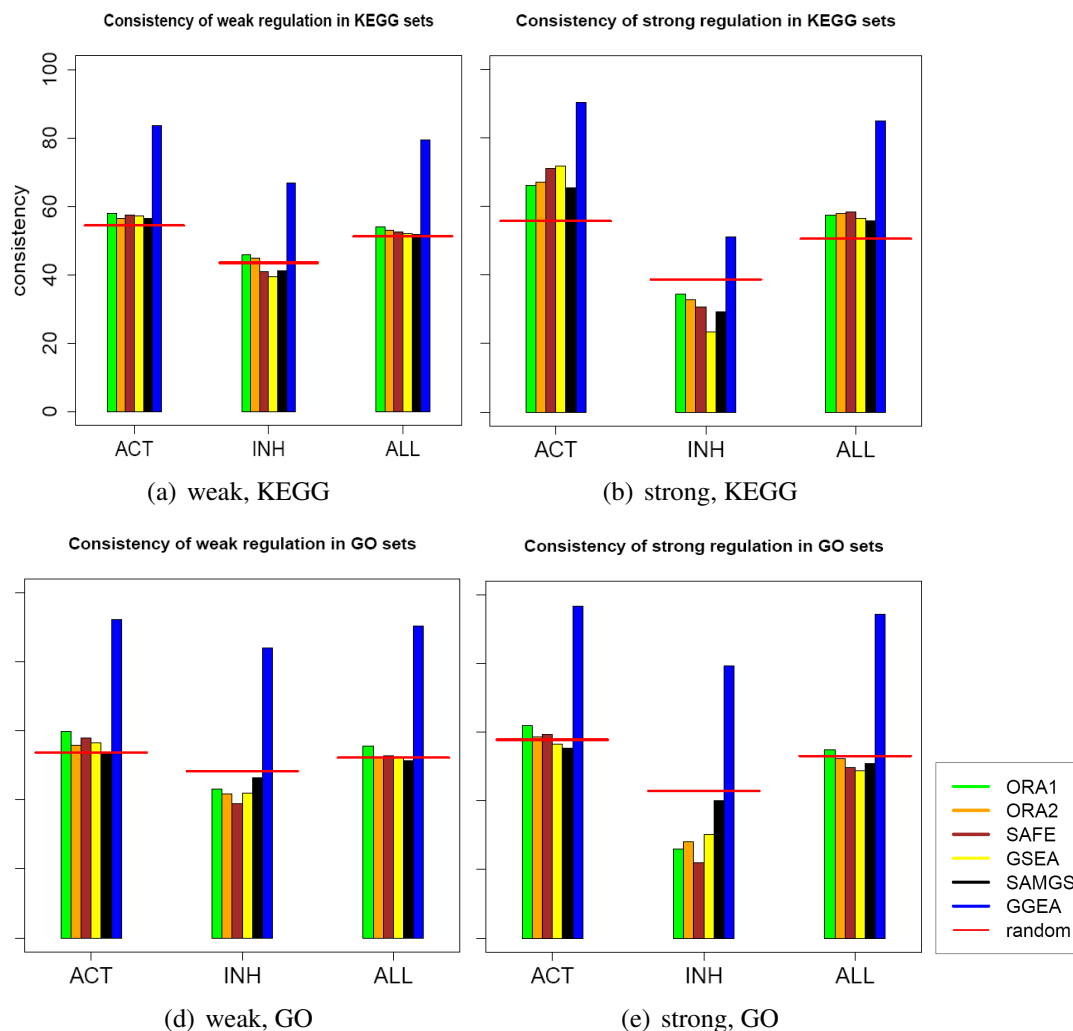 Consistency of weak regulation in KEGG sets
Consistency of strong regulation in KEGG sets
consistency
100
80
60
40
20
0
ACT INH ALL
ACT INH ALL
(a) weak, KEGG
(b) strong, KEGG
Consistency of weak regulation in GO sets
Consistency of strong regulation in GO sets
ACT INH ALL
ACT INH ALL
ORA1
ORA2
SAFE
GSEA
SAMGS
GGEA
random
(d) weak, GO
(e) strong, GO